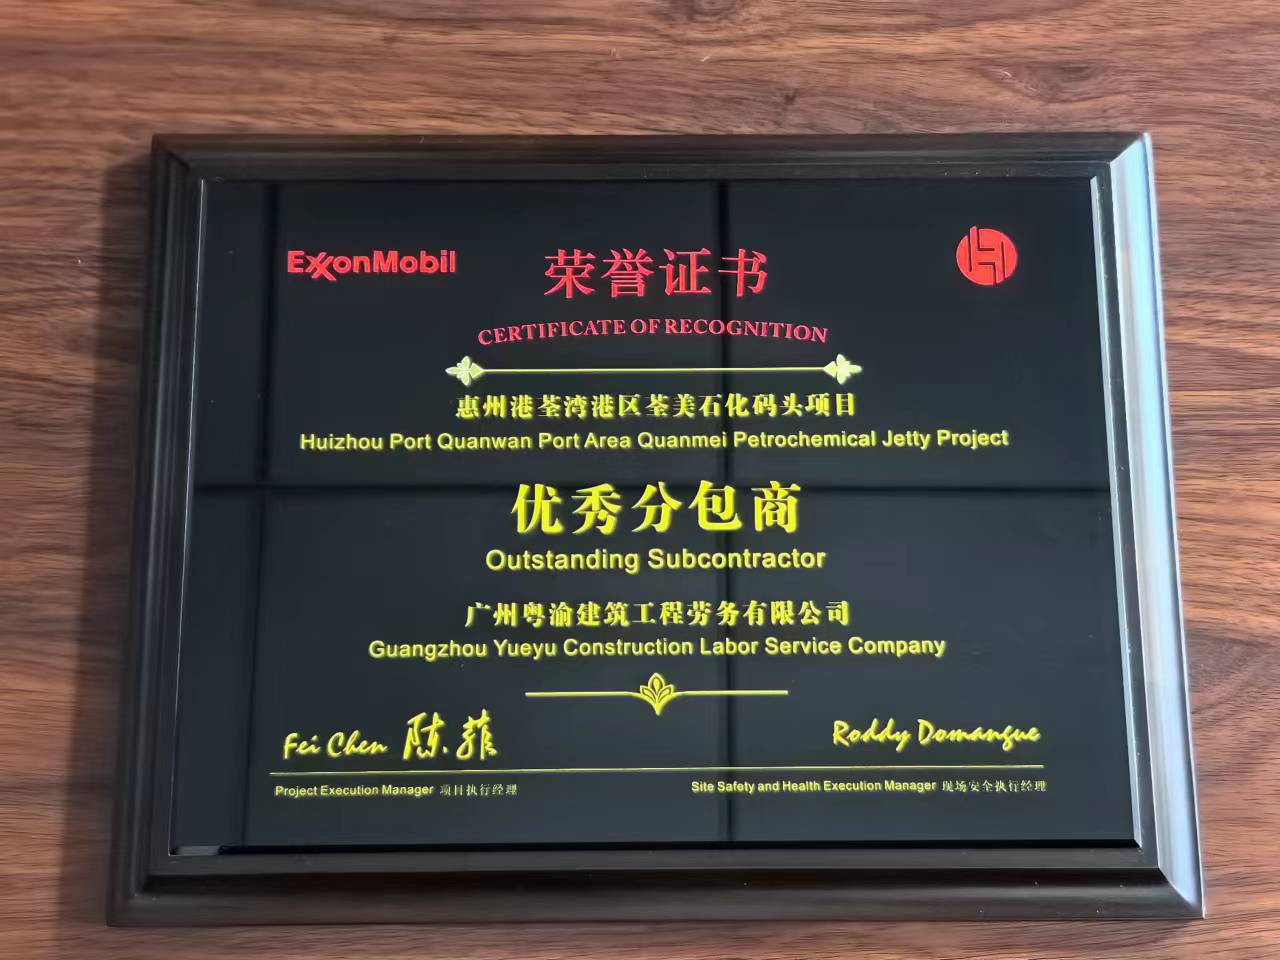 ExxonMobil
荣誉证书
CERTIFICATE OF RECOGNITION
惠州港荃湾港区荃美石化码头项目
Huizhou Port Quanwan Port Area Quanmei Petrochemical Jetty Project
优秀分包商
Outstanding Subcontractor
广州粤渝建筑工程劳务有限公司
Guangzhou Yueyu Construction Labor Service Company
Fei Chen 陈菲
Roddy Domangue
Project Execution Manager 项目执行经理
Site Safety and Health Execution Manager 现场安全执行经理